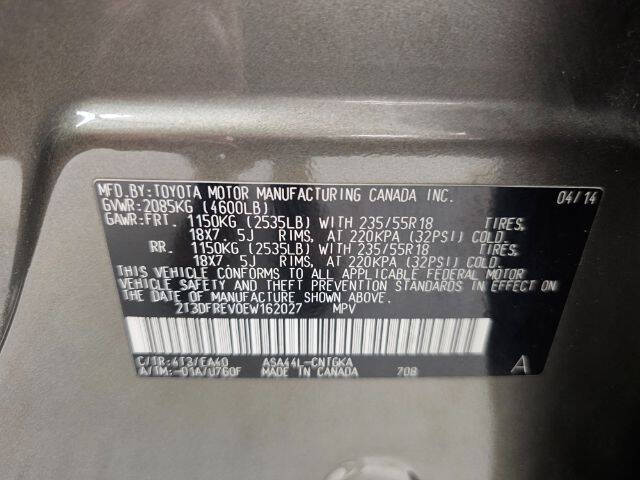 MFD.BY:TOYOTA MOTOR MANUFACTURING CANADA INC. 04/14
GVWR:2085KG (4600LB)
GAWR:FRT. 1150KG (2535LB) WITH 235/55R18 TIRES,
18X7. 5J RIMS, AT 220KPA (32PSI) COLD.
RR. 1150KG (2535LB) WITH 235/55R18 TIRES,
18X7. 5J RIMS, AT 220KPA (32PSI) COLD.
THIS VEHICLE CONFORMS TO ALL APPLICABLE FEDERAL MOTOR
VEHICLE SAFETY AND THEFT PREVENTION STANDARDS IN EFFECT ON
THE DATE OF MANUFACTURE SHOWN ABOVE.
2T3DFREV0EW162027 MPV
C/TR:4T3/EA40 ASA44L-CNTGKA A
A/TM:-01A/U760F MADE IN CANADA 708